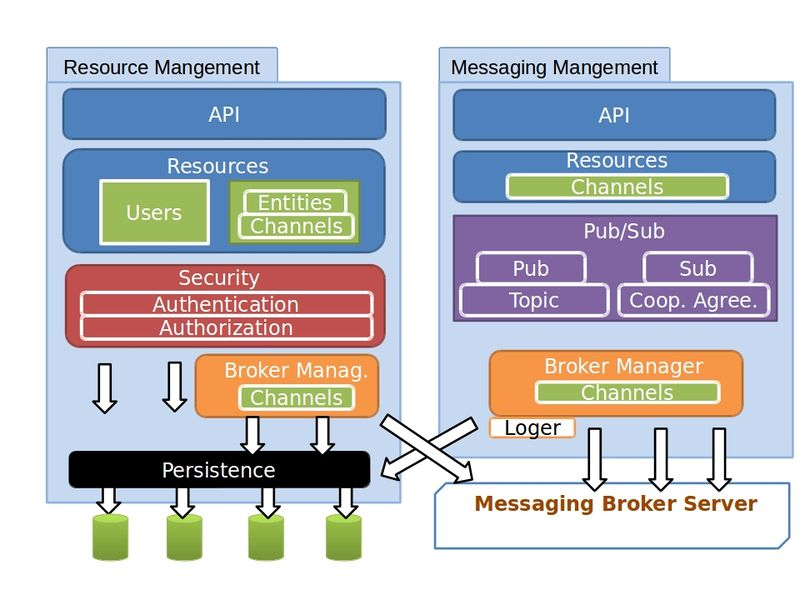 Resource Mangement
API
Resources
Users
Entities
Channels
Security
Authentication
Authorization
Broker Manag.
Channels
Persistence
Messaging Mangement
API
Resources
Channels
Pub/Sub
Pub
Sub
Topic
Coop. Agree.
Broker Manager
Channels
Loger
Messaging Broker Server